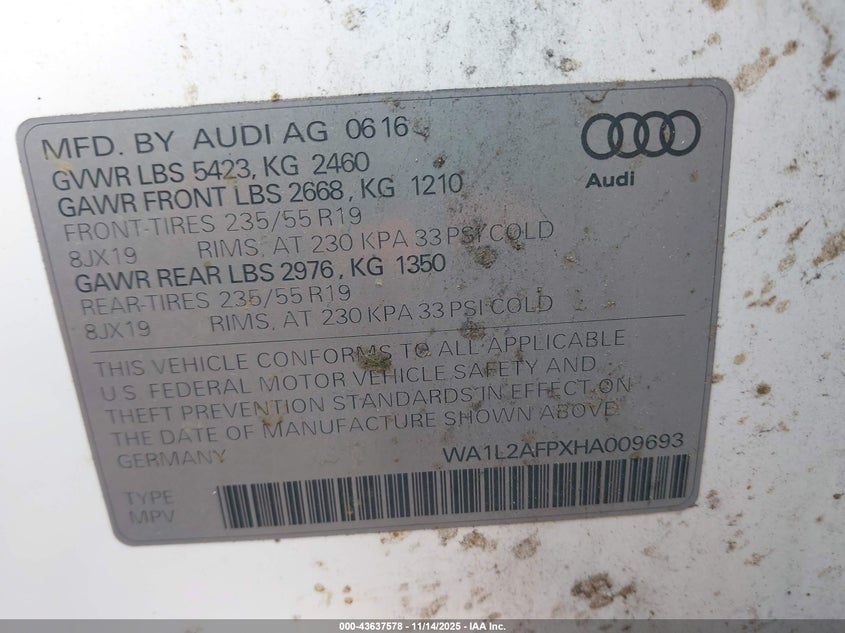 MFD. BY AUDI AG 06 16
GVWR LBS 5423, KG 2460
GAWR FRONT LBS 2668, KG 1210
FRONT-TIRES 235/55 R19
8JX19 RIMS, AT 230 KPA 33 PSI COLD
GAWR REAR LBS 2976, KG 1350
REAR-TIRES 235/55 R19
8JX19 RIMS, AT 230 KPA 33 PSI COLD
Audi
THIS VEHICLE CONFORMS TO ALL APPLICABLE
U.S. FEDERAL MOTOR VEHICLE SAFETY AND
THEFT PREVENTION STANDARDS IN EFFECT ON
THE DATE OF MANUFACTURE SHOWN ABOVE
GERMANY WA1L2AFPXHA009693
TYPE
MPV
000-43637578 - 11/14/2025 - IAA Inc.